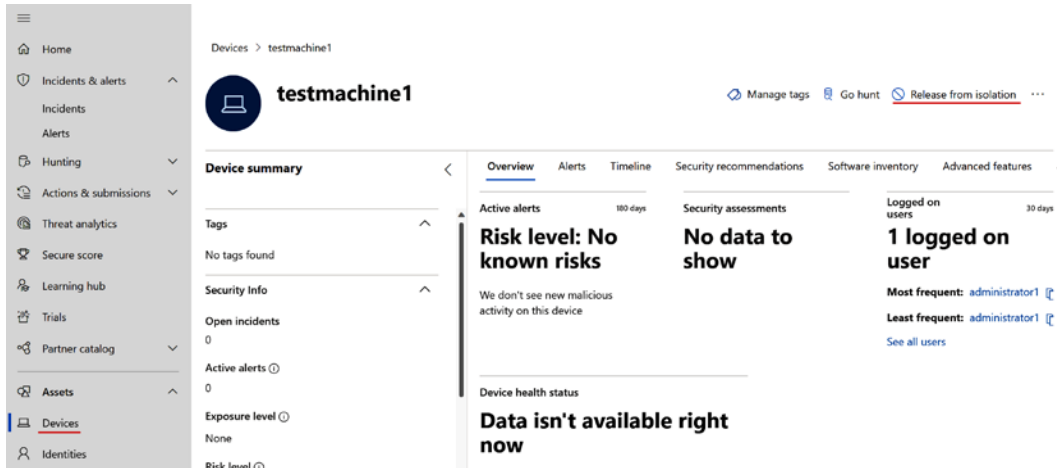 Home
Incidents & alerts
Incidents
Alerts
Hunting
Actions & submissions
Threat analytics
Secure score
Learning hub
Trials
Partner catalog
Assets
Devices
Identities
Devices > testmachine1
testmachine1
Manage tags
Go hunt
Release from isolation
Device summary
Tags
No tags found
Security Info
Open incidents
0
Active alerts
0
Exposure level
None
Risk level
Overview
Alerts
Timeline
Security recommendations
Software inventory
Advanced features
Active alerts
180 days
Risk level: No
known risks
We don't see new malicious
activity on this device
Security assessments
No data to
show
Logged on
users
30 days
1 logged on
user
Most frequent: administrator1
Least frequent: administrator1
See all users
Device health status
Data isn't available right
now